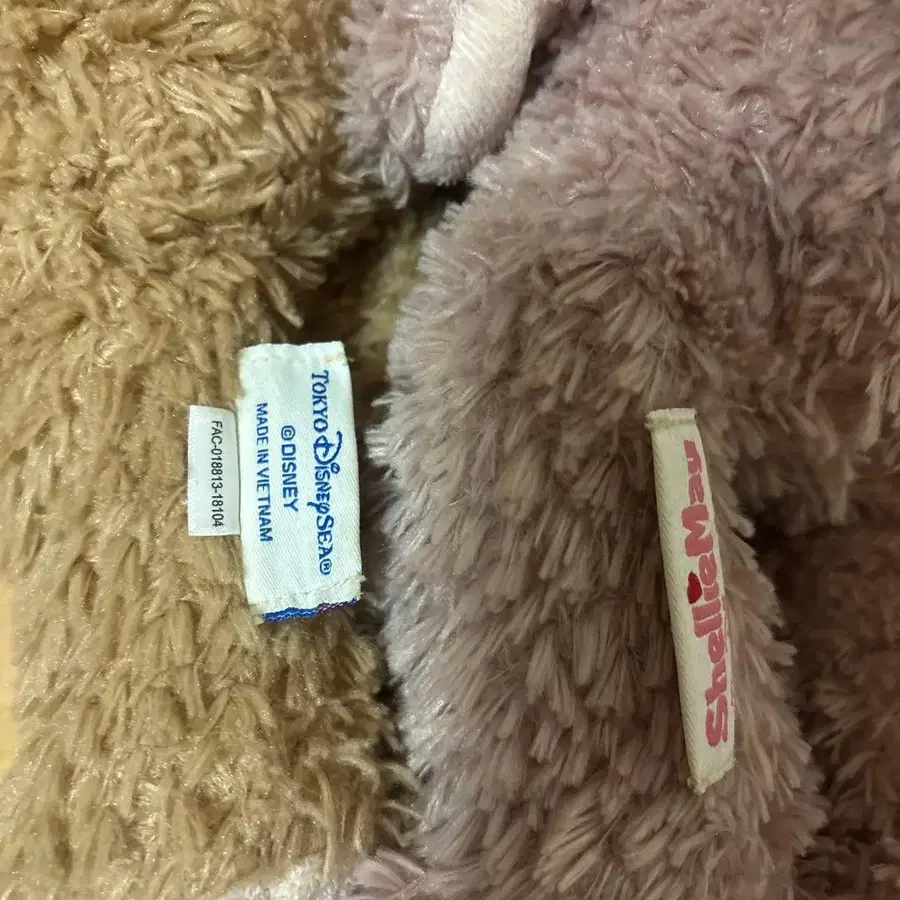 FAC-018813-18104
TOKYO DISNEYSEA®
©DISNEY
MADE IN VIETNAM
ShellieMay